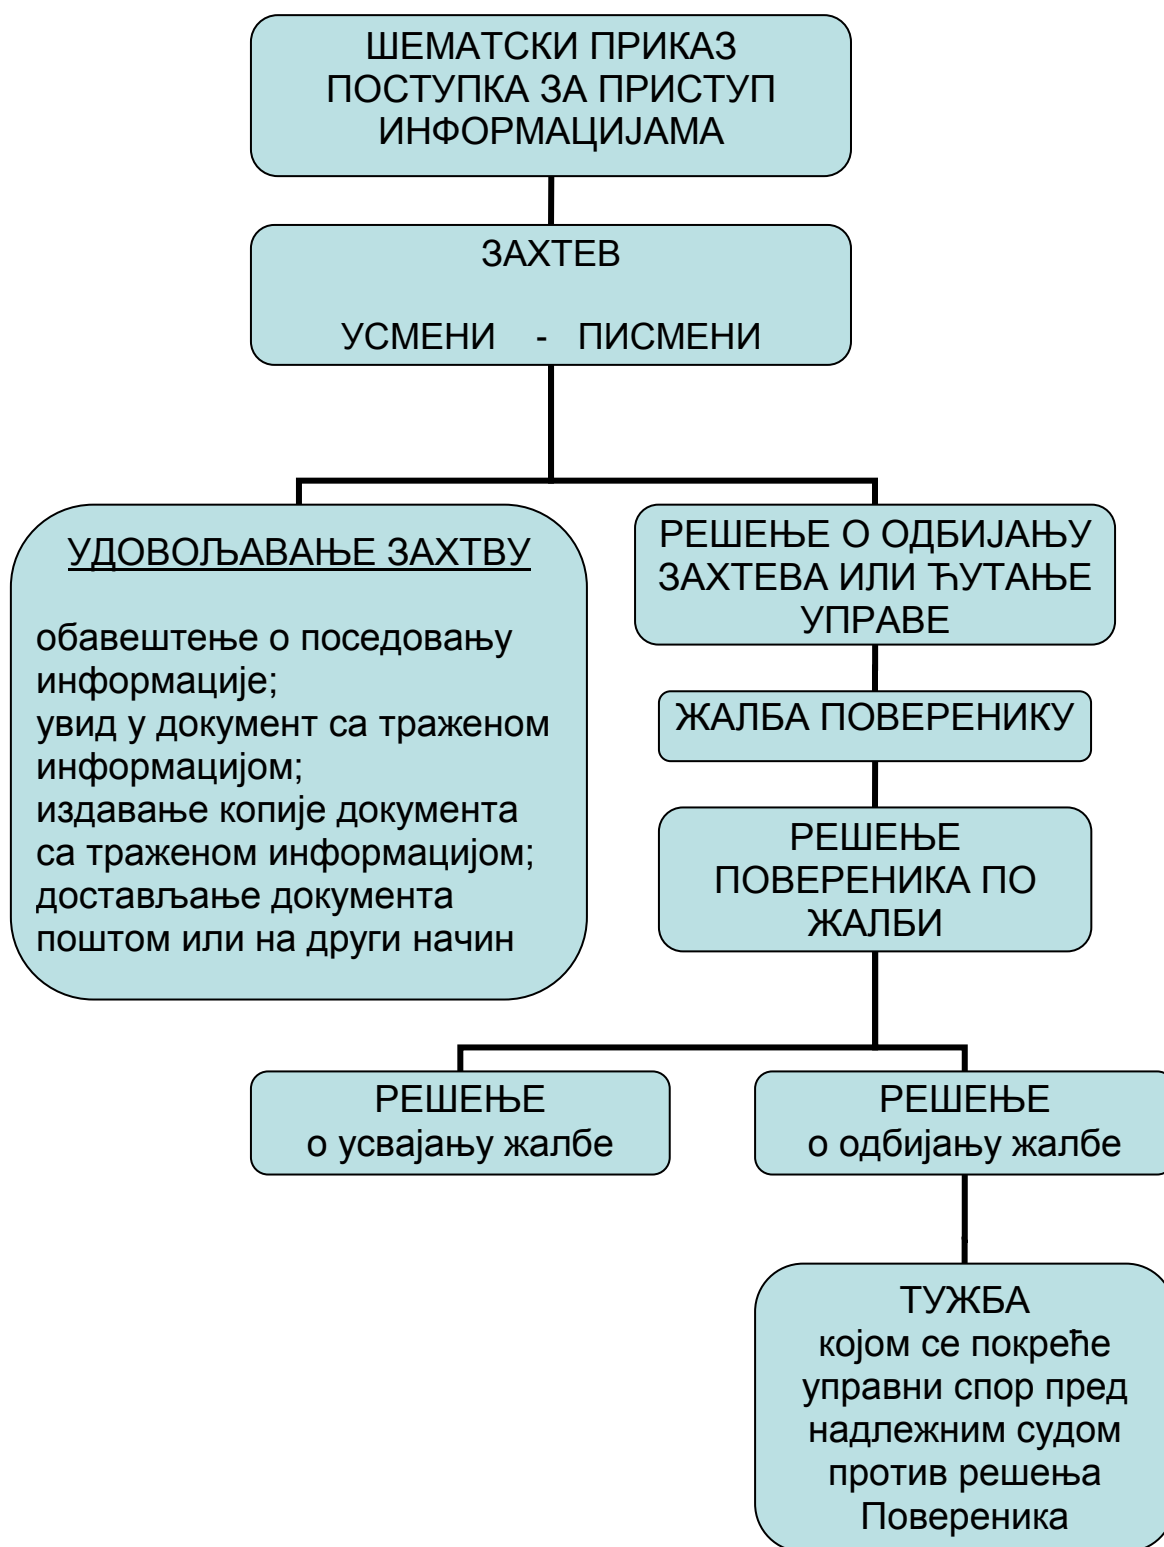 ШЕМАТСКИ ПРИКАЗ
ПОСТУПКА ЗА ПРИСТУП
ИНФОРМАЦИЈАМА
ЗАХТЕВ
УСМЕНИ - ПИСМЕНИ
УДОВОЉАВАЊЕ ЗАХТВУ
обавештење о поседовању
информације;
увид у документ са траженом
информацијом;
издавање копије документа
са траженом информацијом;
достављање документа
поштом или на други начин
РЕШЕЊЕ О ОДБИЈАЊУ
ЗАХТЕВА ИЛИ ЋУТАЊЕ
УПРАВЕ
ЖАЛБА ПОВЕРЕНИКУ
РЕШЕЊЕ
ПОВЕРЕНИКА ПО
ЖАЛБИ
РЕШЕЊЕ
о усвајању жалбе
РЕШЕЊЕ
о одбијању жалбе
ТУЖБА
којом се покреће
управни спор пред
надлежним судом
против решења
Повереника